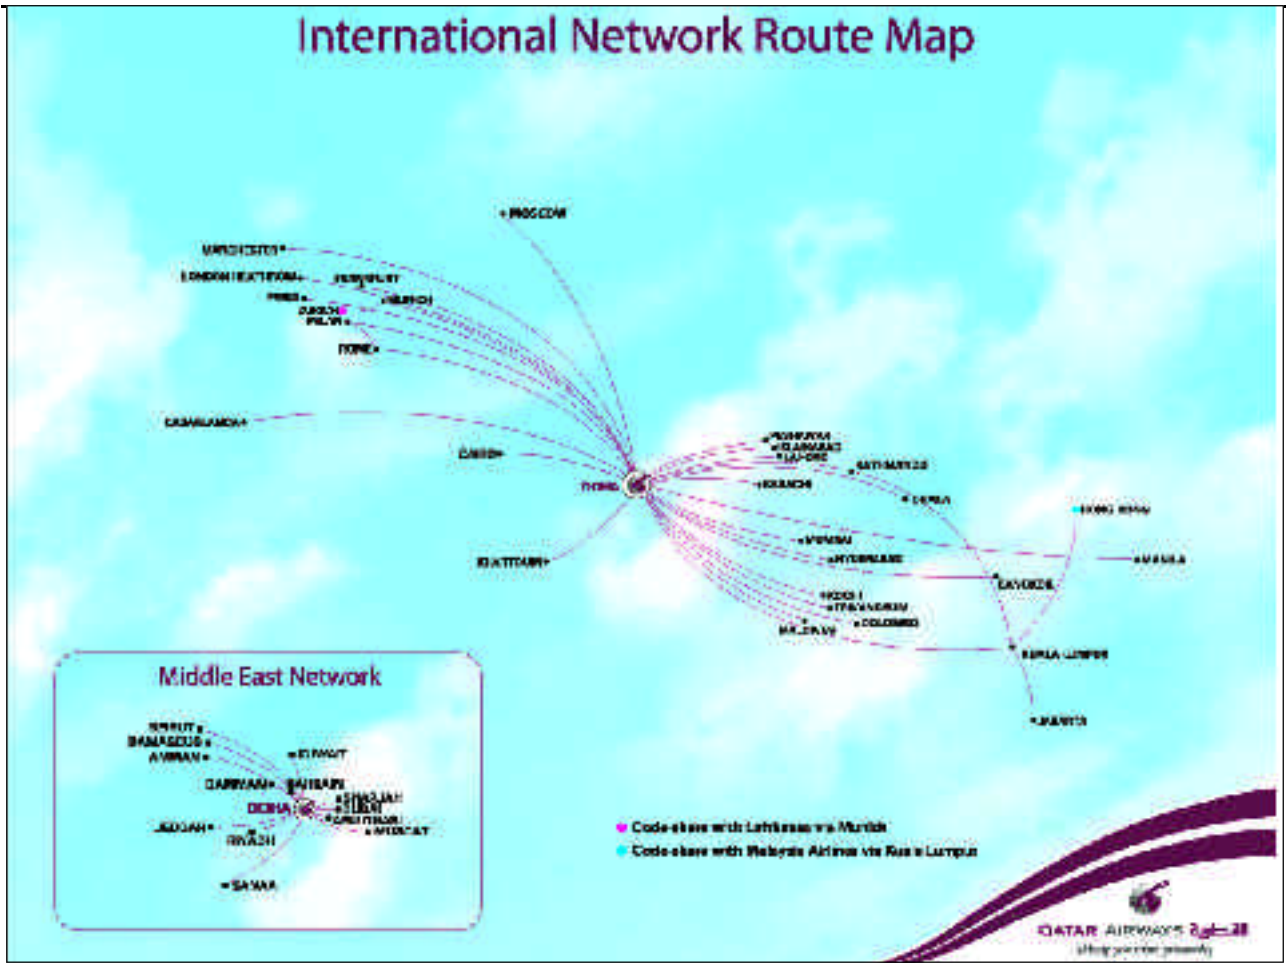 International Network Route Map
MOSCOW
MANCHESTER
LONDON HEATHROW
FRANKFURT
PARIS
MUNICH
ZURICH
MILAN
ROME
CASABLANCA
CAIRO
PESHAWAR
ISLAMABAD
LAHORE
KATHMANDU
DOHA
KARACHI
DHAKA
HONG KONG
MUMBAI
HYDERABAD
MANILA
KHARTOUM
BANGKOK
KOCHI
TRIVANDRUM
COLOMBO
MALDIVES
KUALA LUMPUR
JAKARTA
Middle East Network
BEIRUT
DAMASCUS
AMMAN
KUWAIT
DAMMAM
BAHRAIN
SHARJAH
DOHA
DUBAI
ABU DHABI
JEDDAH
MUSCAT
RIYADH
SANAA
Code-share with Lufthansa via Munich
Code-share with Malaysia Airlines via Kuala Lumpur
QATAR AIRWAYS القطرية